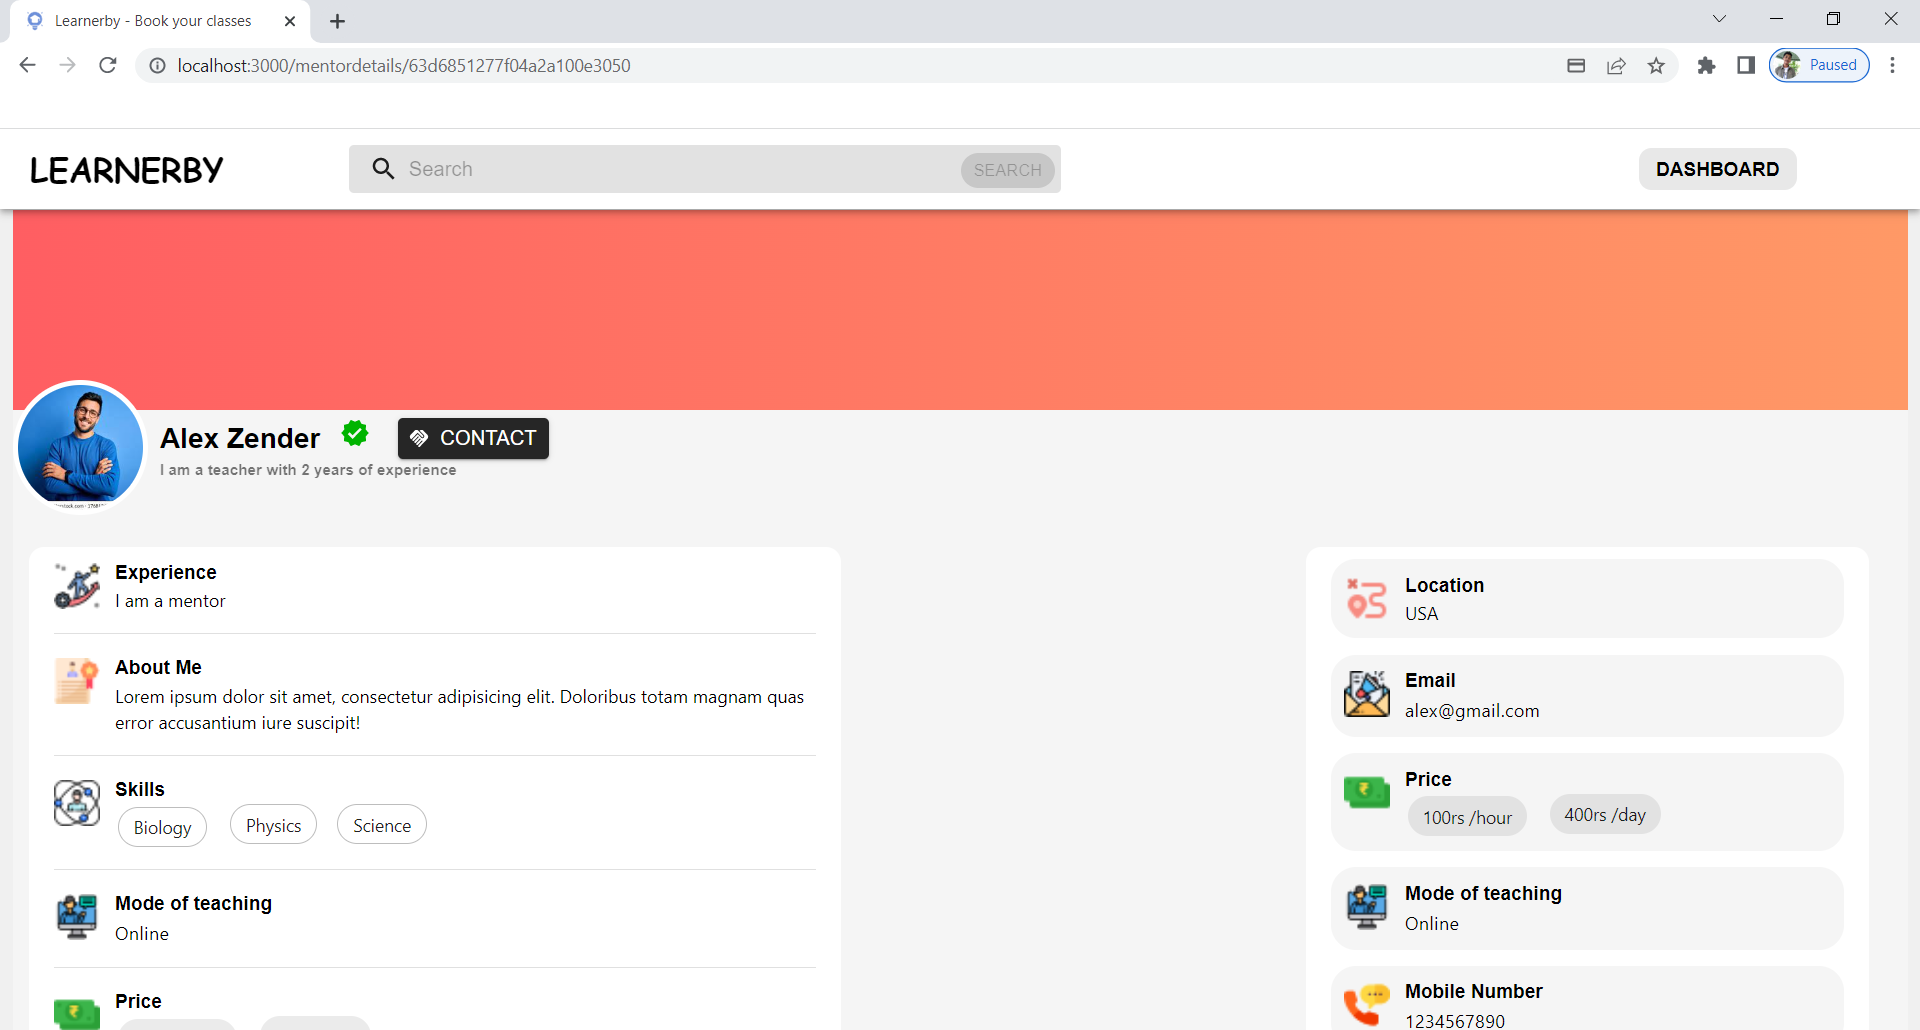 Learnerby - Book your classes
localhost:3000/mentordetails/63d6851277f04a2a100e3050
Paused
LEARNERBY
Search
SEARCH
DASHBOARD
Alex Zender
CONTACT
I am a teacher with 2 years of experience
Experience
I am a mentor
About Me
Lorem ipsum dolor sit amet, consectetur adipisicing elit. Doloribus totam magnam quas
error accusantium iure suscipit!
Skills
Biology
Physics
Science
Mode of teaching
Online
Price
Location
USA
Email
alex@gmail.com
Price
100rs /hour
400rs /day
Mode of teaching
Online
Mobile Number
1234567890